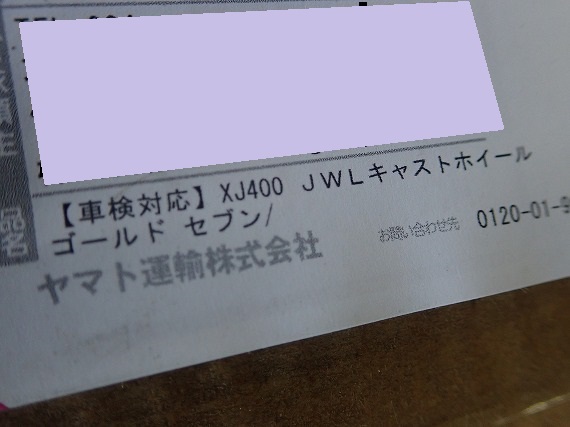 【車検対応】XJ400 JWLキャストホイール
ゴールド セブン/
ヤマト運輸株式会社 お問い合わせ先 0120-01-9